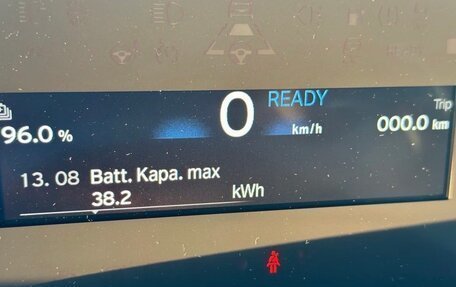 READY
Trip
0
96.0 %
km/h
000.0 km
13. 08 Batt. Kapa. max
38.2 kWh